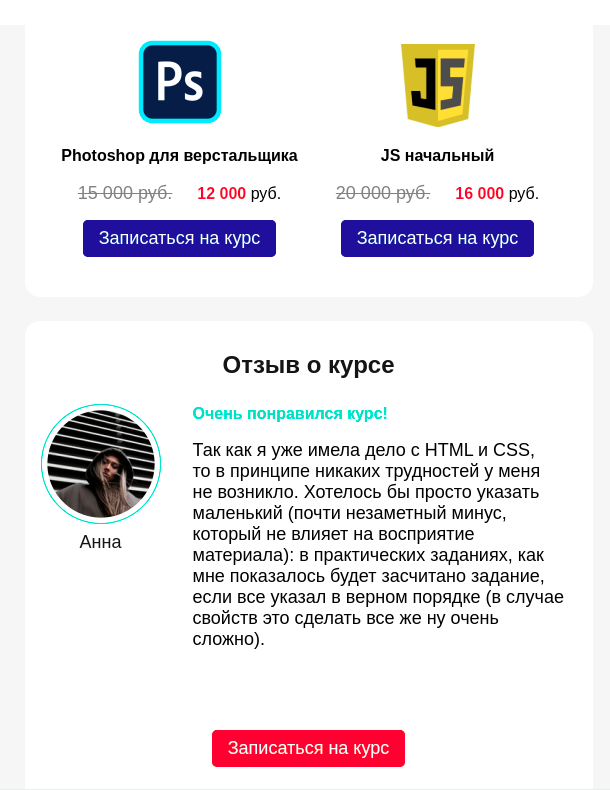 Ps
JS
Photoshop для верстальщика
JS начальный
15 000 руб. 12 000 руб.
20 000 руб. 16 000 руб.
Записаться на курс
Записаться на курс
Отзыв о курсе
Анна
Очень понравился курс!
Так как я уже имела дело с HTML и CSS,
то в принципе никаких трудностей у меня
не возникло. Хотелось бы просто указать
маленький (почти незаметный минус,
который не влияет на восприятие
материала): в практических заданиях, как
мне показалось будет засчитано задание,
если все указал в верном порядке (в случае
свойств это сделать все же ну очень
сложно).
Записаться на курс